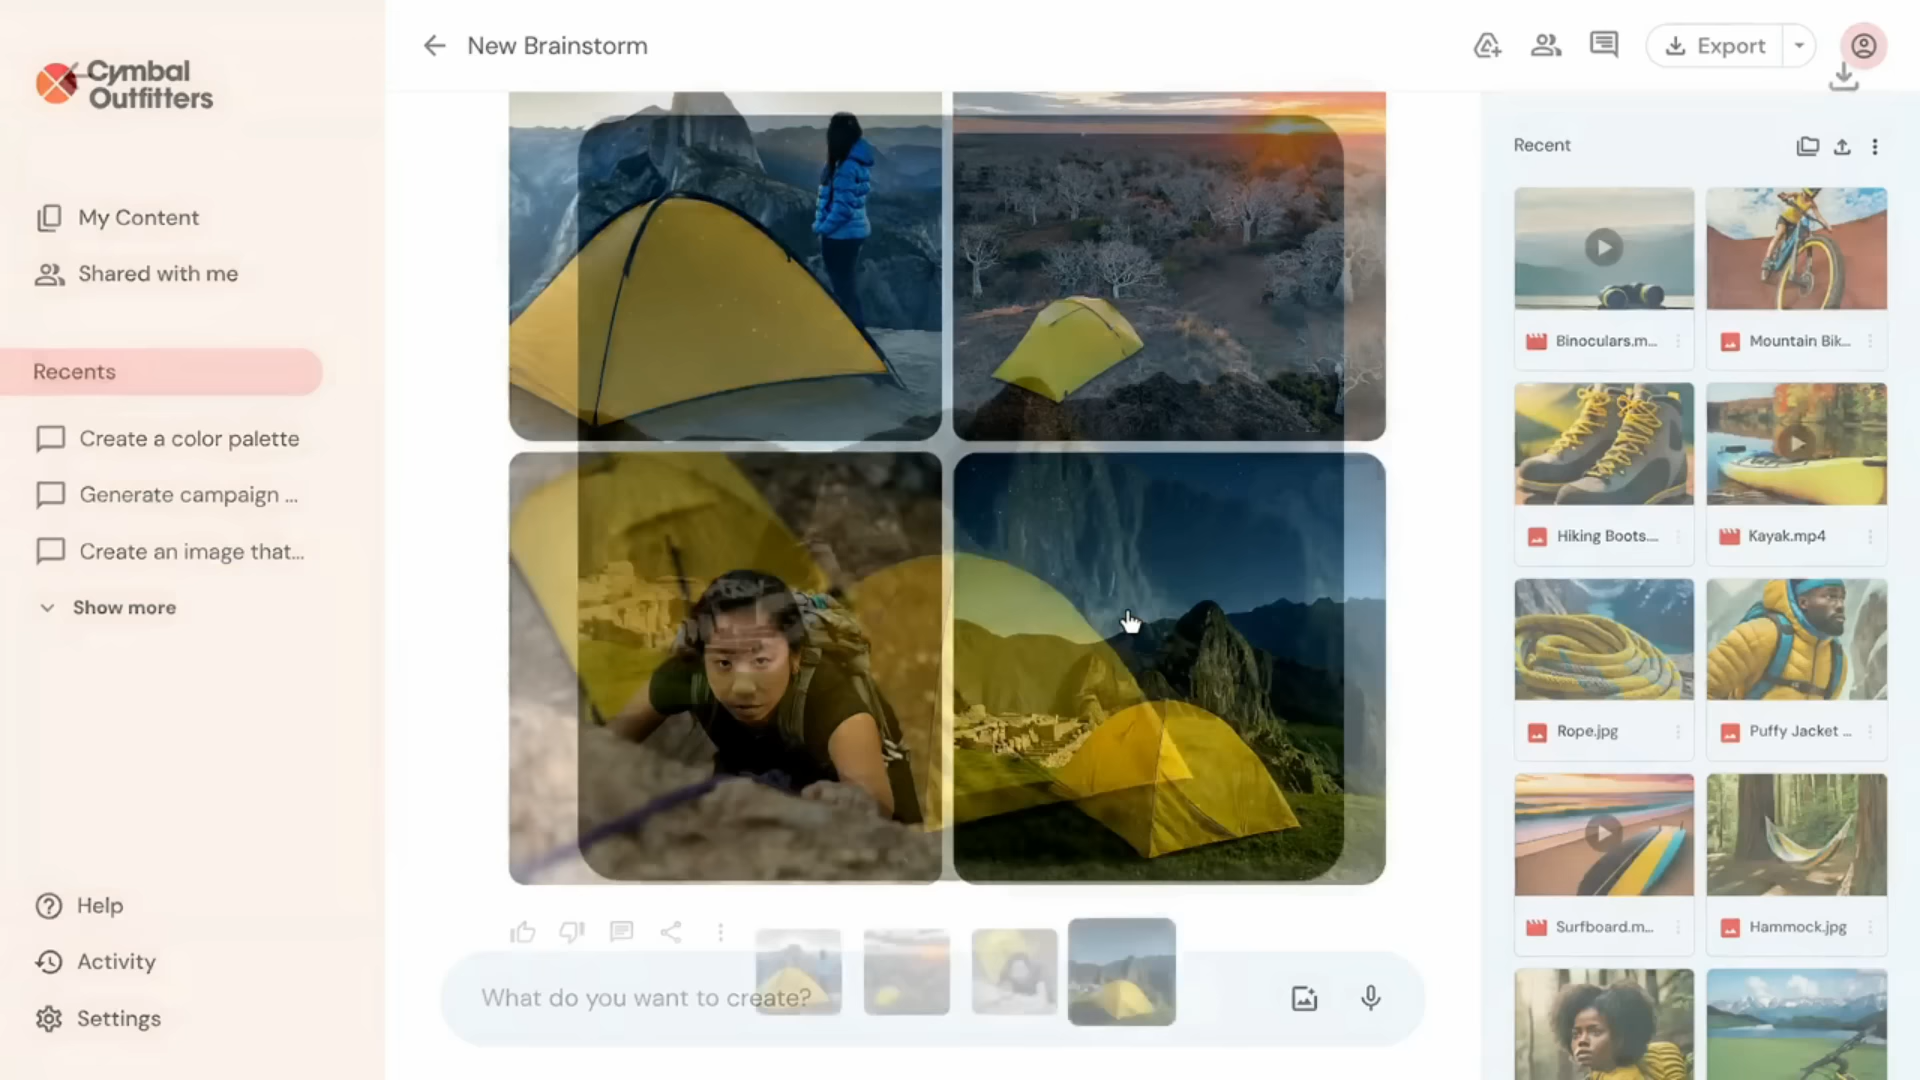 Cymbal
Outfitters
My Content
Shared with me
Recents
Create a color palette
Generate campaign ...
Create an image that...
Show more
Help
Activity
Settings
New Brainstorm
Export
What do you want to create?
Recent
Binoculars.m...
Mountain Bik...
Hiking Boots....
Kayak.mp4
Rope.jpg
Puffy Jacket ...
Surfboard.m...
Hammock.jpg